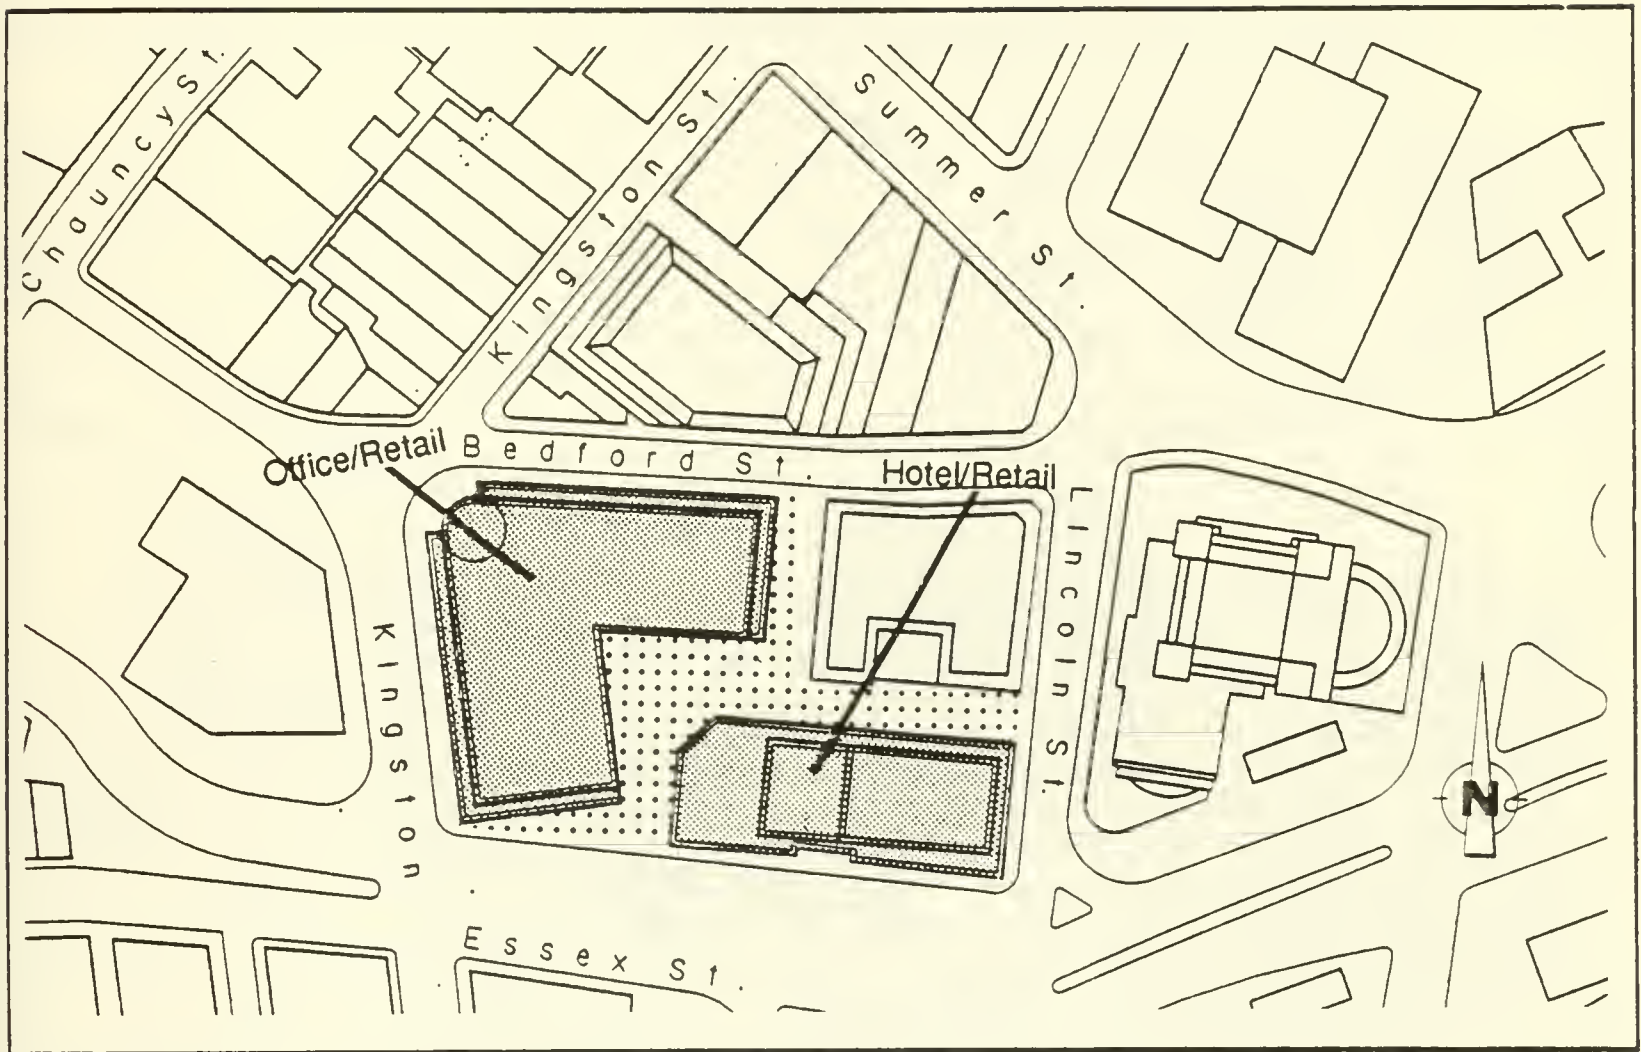 Chauncy St.
Kingston St
Summer St.
Office/Retail
Bedford St.
Hotel/Retail
Lincoln St.
Kingston
N
Essex St.